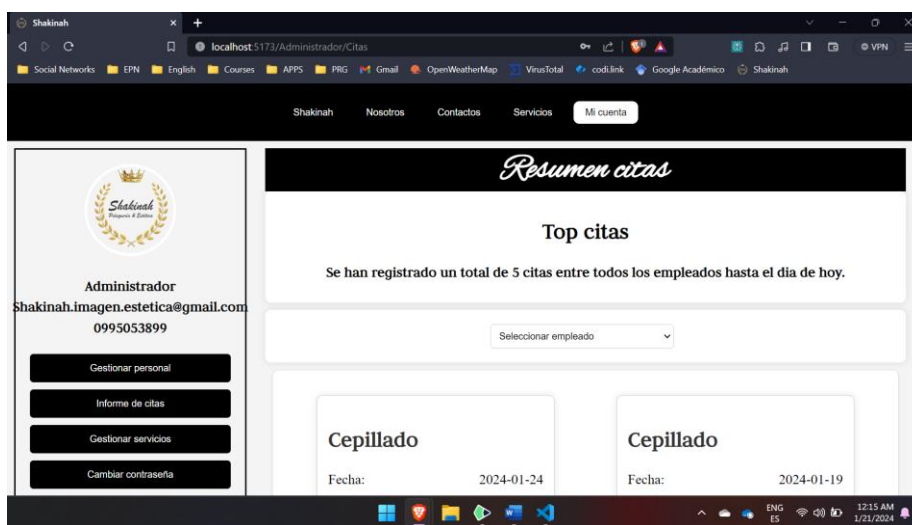 Shakinah
localhost:5173/Administrador/Citas
VPN
Social Networks EPN English Courses APPS PRG Gmail OpenWeatherMap VirusTotal codi.link Google Académico Shakinah
Shakinah Nosotros Contactos Servicios Mi cuenta
Shakinah
Peluquería & Estética
Administrador
Shakinah.imagen.estetica@gmail.com
0995053899
Gestionar personal
Informe de citas
Gestionar servicios
Cambiar contraseña
Resumen citas
Top citas
Se han registrado un total de 5 citas entre todos los empleados hasta el dia de hoy.
Seleccionar empleado
Cepillado
Fecha: 2024-01-24
Cepillado
Fecha: 2024-01-19
ENG
ES
12:15 AM
1/21/2024